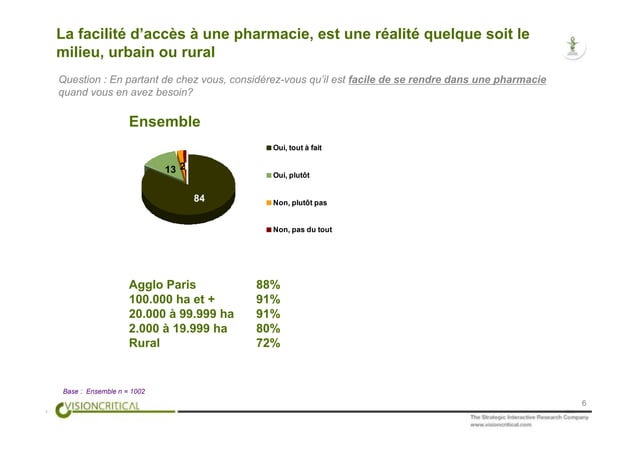 La facilité d’accès à une pharmacie, est une réalité quelque soit le
milieu, urbain ou rural
Question : En partant de chez vous, considérez-vous qu’il est facile de se rendre dans une pharmacie
quand vous en avez besoin?
Ensemble
13
84
Oui, tout à fait
Oui, plutôt
Non, plutôt pas
Non, pas du tout
Agglo Paris 88%
100.000 ha et + 91%
20.000 à 99.999 ha 91%
2.000 à 19.999 ha 80%
Rural 72%
Base : Ensemble n = 1002
VISIONCRITICAL
6
The Strategic Interactive Research Company
www.visioncritical.com